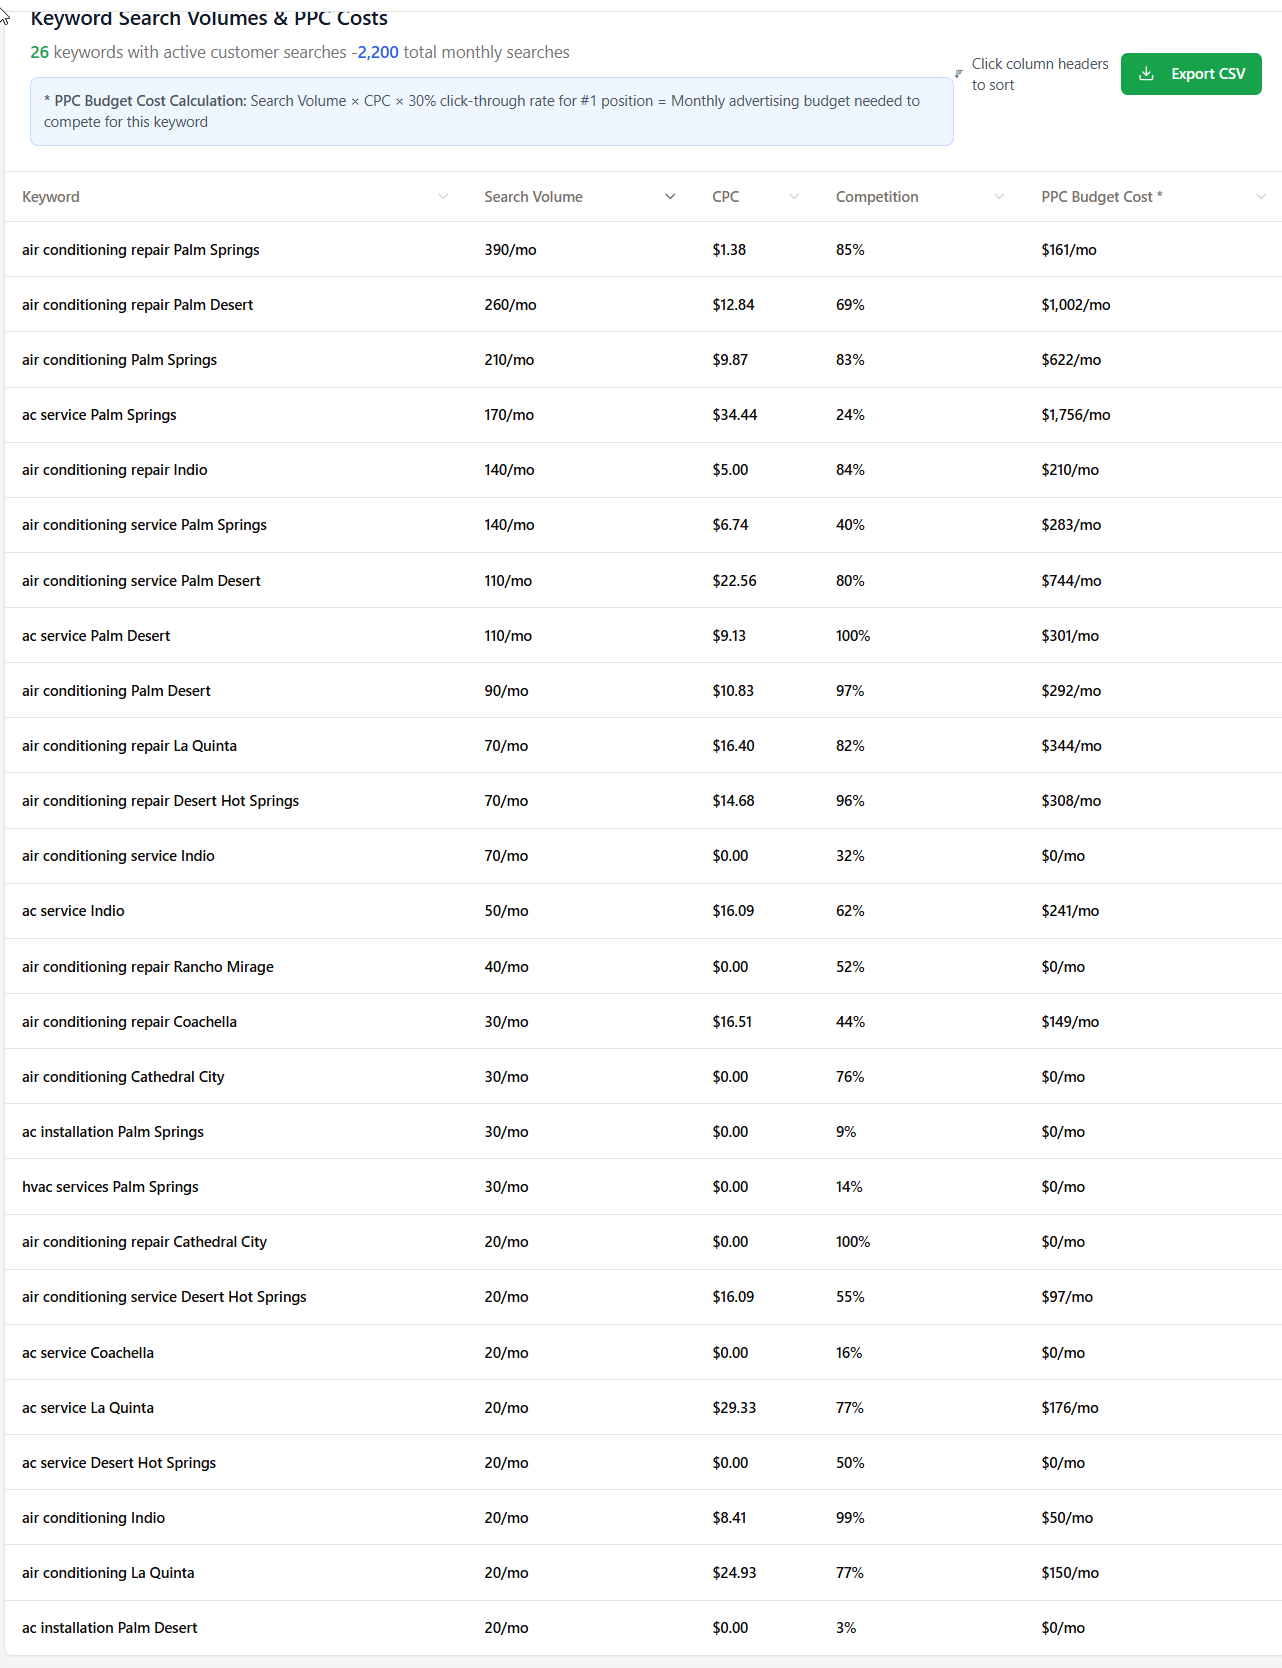 Keyword Search Volumes & PPC Costs
26 keywords with active customer searches -2,200 total monthly searches
* PPC Budget Cost Calculation: Search Volume × CPC × 30% click-through rate for #1 position = Monthly advertising budget needed to
compete for this keyword
Click column headers
to sort
Export CSV
Keyword Search Volume CPC Competition PPC Budget Cost *
air conditioning repair Palm Springs 390/mo $1.38 85% $161/mo
air conditioning repair Palm Desert 260/mo $12.84 69% $1,002/mo
air conditioning Palm Springs 210/mo $9.87 83% $622/mo
ac service Palm Springs 170/mo $34.44 24% $1,756/mo
air conditioning repair Indio 140/mo $5.00 84% $210/mo
air conditioning service Palm Springs 140/mo $6.74 40% $283/mo
air conditioning service Palm Desert 110/mo $22.56 80% $744/mo
ac service Palm Desert 110/mo $9.13 100% $301/mo
air conditioning Palm Desert 90/mo $10.83 97% $292/mo
air conditioning repair La Quinta 70/mo $16.40 82% $344/mo
air conditioning repair Desert Hot Springs 70/mo $14.68 96% $308/mo
air conditioning service Indio 70/mo $0.00 32% $0/mo
ac service Indio 50/mo $16.09 62% $241/mo
air conditioning repair Rancho Mirage 40/mo $0.00 52% $0/mo
air conditioning repair Coachella 30/mo $16.51 44% $149/mo
air conditioning Cathedral City 30/mo $0.00 76% $0/mo
ac installation Palm Springs 30/mo $0.00 9% $0/mo
hvac services Palm Springs 30/mo $0.00 14% $0/mo
air conditioning repair Cathedral City 20/mo $0.00 100% $0/mo
air conditioning service Desert Hot Springs 20/mo $16.09 55% $97/mo
ac service Coachella 20/mo $0.00 16% $0/mo
ac service La Quinta 20/mo $29.33 77% $176/mo
ac service Desert Hot Springs 20/mo $0.00 50% $0/mo
air conditioning Indio 20/mo $8.41 99% $50/mo
air conditioning La Quinta 20/mo $24.93 77% $150/mo
ac installation Palm Desert 20/mo $0.00 3% $0/mo